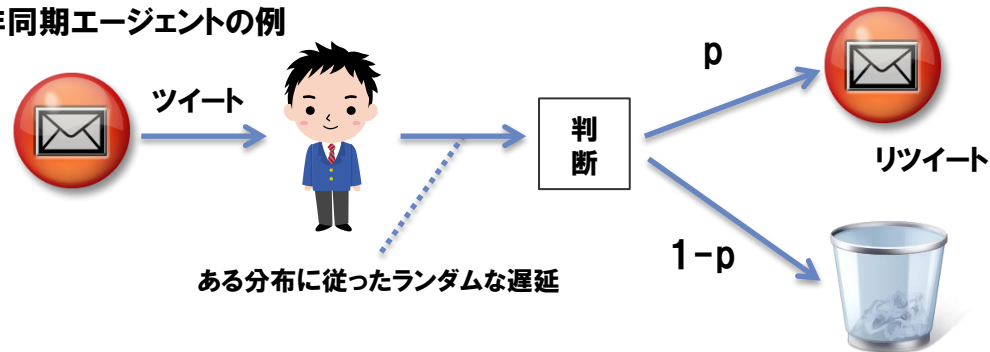 同期エージェントの例
ツイート
p
判
断
リツイート
1-p
ある分布に従ったランダムな遅延